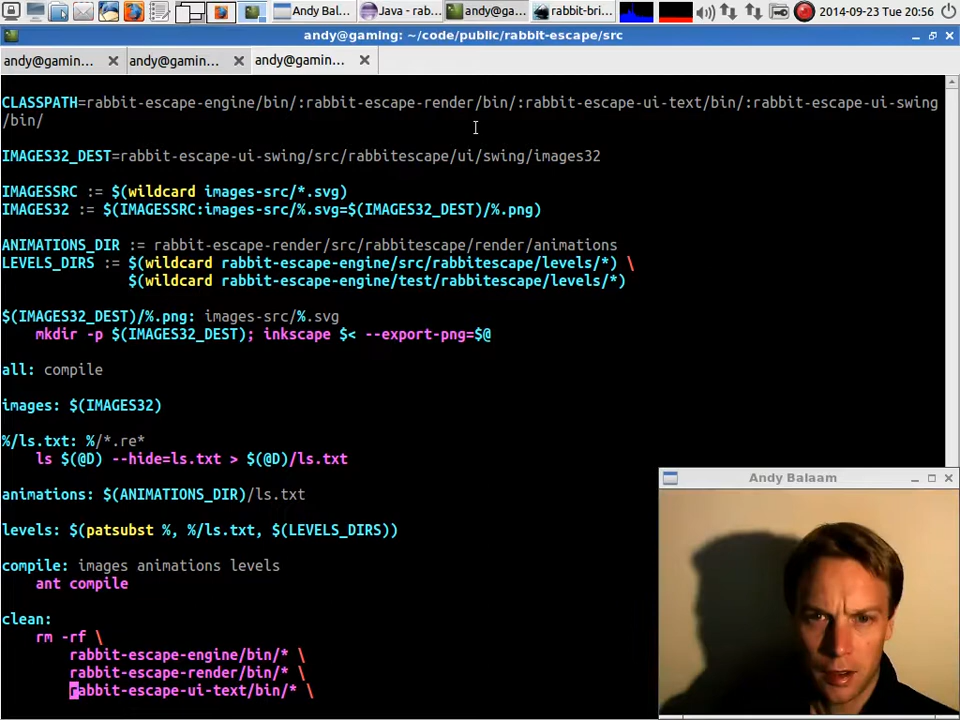 Andy Bal...
Java - rab...
andy@ga...
rabbit-bri...
2014-09-23 Tue 20:56
andy@gaming: ~/code/public/rabbit-escape/src
andy@gamin...
andy@gamin...
andy@gamin...
CLASSPATH=rabbit-escape-engine/bin/:rabbit-escape-render/bin/:rabbit-escape-ui-text/bin/:rabbit-escape-ui-swing
/bin/
IMAGES32_DEST=rabbit-escape-ui-swing/src/rabbitescape/ui/swing/images32
IMAGESSRC := $(wildcard images-src/*.svg)
IMAGES32 := $(IMAGESSRC:images-src/%.svg=$(IMAGES32_DEST)/%.png)
ANIMATIONS_DIR := rabbit-escape-render/src/rabbitescape/render/animations
LEVELS_DIRS := $(wildcard rabbit-escape-engine/src/rabbitescape/levels/*) \
$(wildcard rabbit-escape-engine/test/rabbitescape/levels/*)
$(IMAGES32_DEST)/%.png: images-src/%.svg
mkdir -p $(IMAGES32_DEST); inkscape $< --export-png=$@
all: compile
images: $(IMAGES32)
%/ls.txt: %/*.re*
ls $(@D) --hide=ls.txt > $(@D)/ls.txt
animations: $(ANIMATIONS_DIR)/ls.txt
levels: $(patsubst %, %/ls.txt, $(LEVELS_DIRS))
compile: images animations levels
ant compile
clean:
rm -rf \
rabbit-escape-engine/bin/* \
rabbit-escape-render/bin/* \
rabbit-escape-ui-text/bin/* \
Andy Balaam